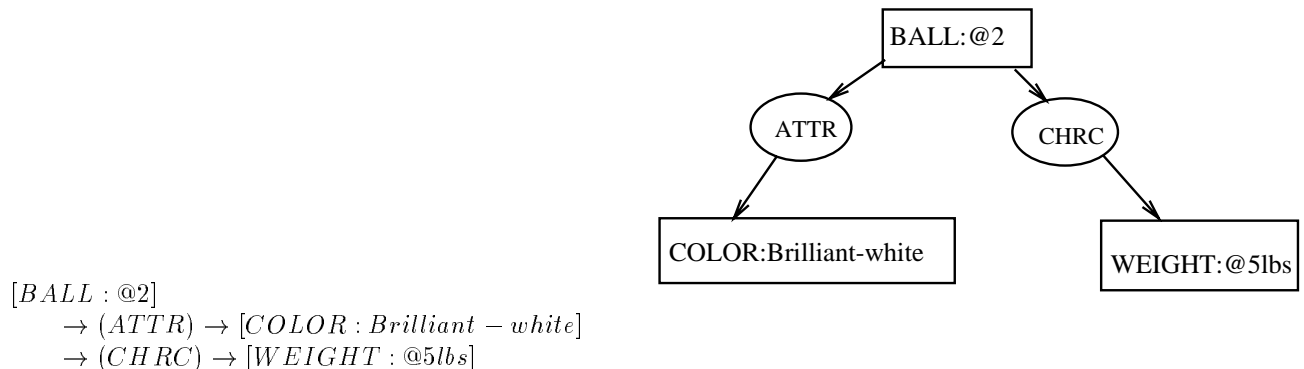 BALL:@2
ATTR
CHRC
COLOR:Brilliant-white
WEIGHT:@5lbs
[BALL : @2]
→ (ATTR) → [COLOR : Brilliant − white]
→ (CHRC) → [WEIGHT : @5lbs]